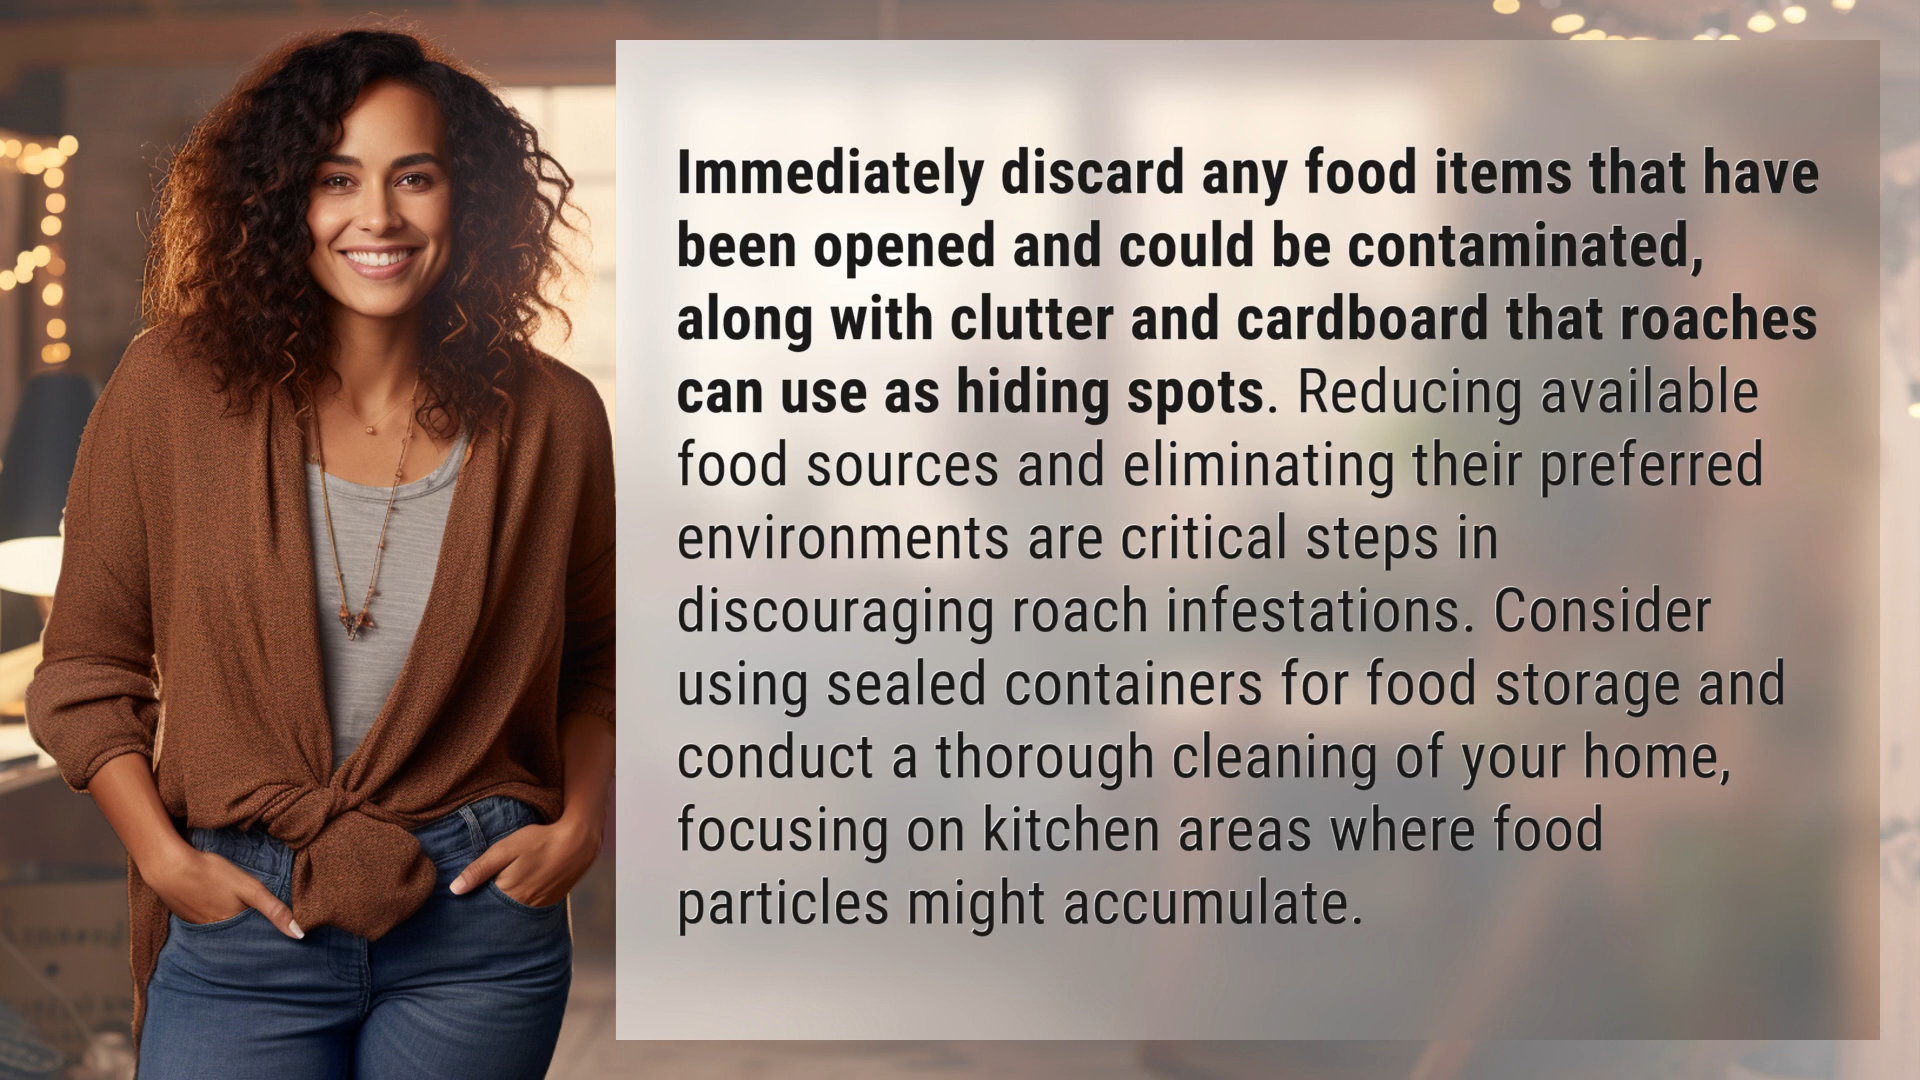 Immediately discard any food items that have
been opened and could be contaminated,
along with clutter and cardboard that roaches
can use as hiding spots. Reducing available
food sources and eliminating their preferred
environments are critical steps in
discouraging roach infestations. Consider
using sealed containers for food storage and
conduct a thorough cleaning of your home,
focusing on kitchen areas where food
particles might accumulate.